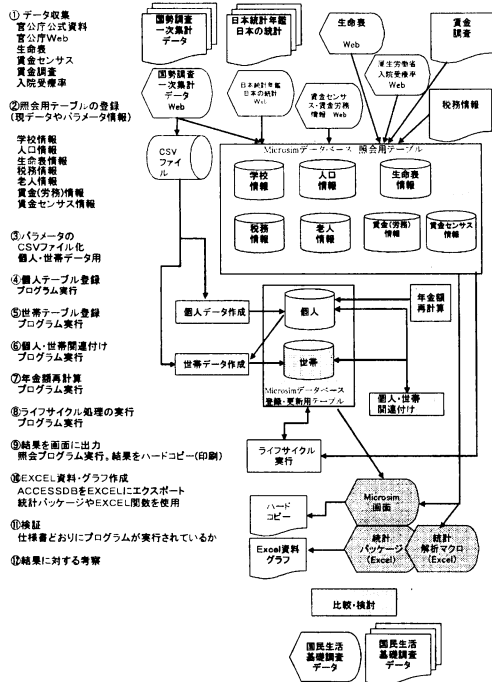 ① データ収集
官公庁公式資料
官公庁Web
生命表
賃金センサス
賃金調査
入院受療率
②照会用テーブルの登録
(現データやパラメータ情報)
学校情報
人口情報
生命表情報
税務情報
老人情報
賃金(労務)情報
賃金センサス情報
③パラメータの
CSVファイル化
個人・世帯データ用
④個人テーブル登録
プログラム実行
⑤世帯テーブル登録
プログラム実行
⑥個人・世帯関連付け
プログラム実行
⑦年金額再計算
プログラム実行
⑧ライフサイクル処理の実行
プログラム実行
⑨結果を画面に出力
照会プログラム実行。結果をハードコピー(印刷)
⑩EXCEL資料・グラフ作成
ACCESSDBをEXCELにエクスポート
統計パッケージやEXCEL関数を使用
⑪検証
仕様書どおりにプログラムが実行されているか
⑫結果に対する考察
国勢調査
一次集計
データ
日本統計年鑑
日本の統計
生命表
Web
賃金
調査
国勢調査
一次集計
データ
Web
日本統計年鑑
日本の統計
Web
賃金センサ
ス・賃金労務
情報 Web
厚生労働省
入院受療率
Web
税務情報
CSV
ファイル
Microsimデータベース 照会用テーブル
学校
情報
人口
情報
生命表
情報
税務
情報
老人
情報
賃金(労務)
情報
賃金センサス
情報
個人データ作成
個人
年金額
再計算
世帯データ作成
世帯
Microsimデータベース
登録・更新用テーブル
個人・世帯
関連付け
ライフサイクル
実行
ハード
コピー
Microsim
画面
Excel資料
グラフ
統計
パッケージ
(Excel)
統計
解析マクロ
(Excel)
比較・検討
国民生活
基礎調査
データ
国民生活
基礎調査
データ